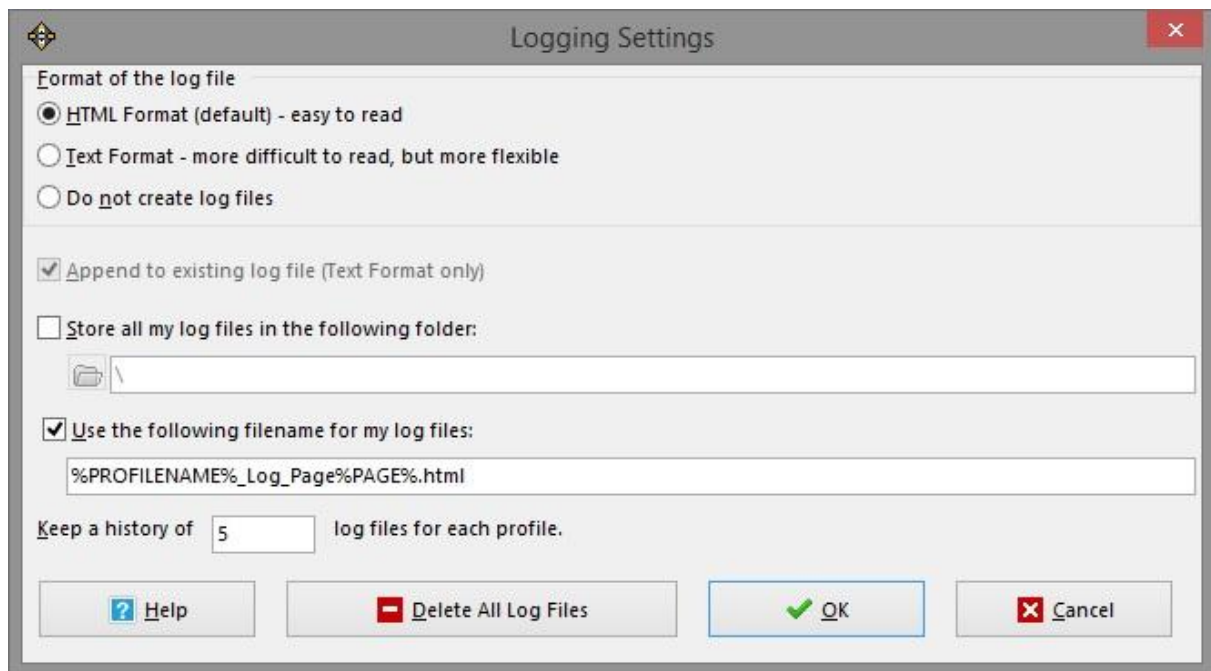 Logging Settings
Format of the log file
HTML Format (default) - easy to read
Text Format - more difficult to read, but more flexible
Do not create log files
Append to existing log file (Text Format only)
Store all my log files in the following folder:
\
Use the following filename for my log files:
%PROFILENAME%_Log_Page%PAGE%.html
Keep a history of 5 log files for each profile.
Help Delete All Log Files OK Cancel